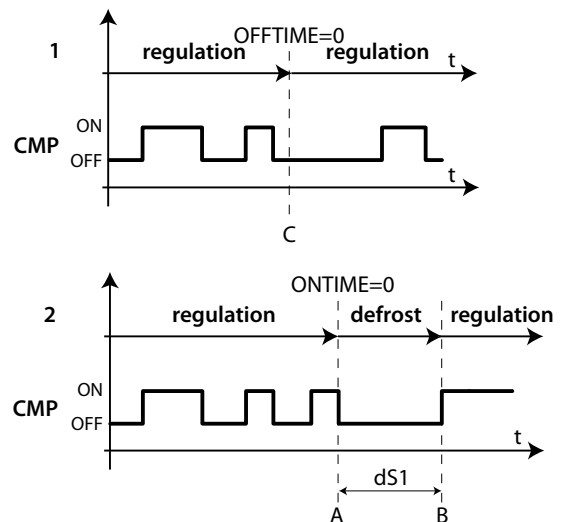 OFFTIME=0
1 regulation regulation t
ON
CMP
OFF
t
C
ONTIME=0
2 regulation defrost regulation
ON
CMP
OFF
t
dS1
A B